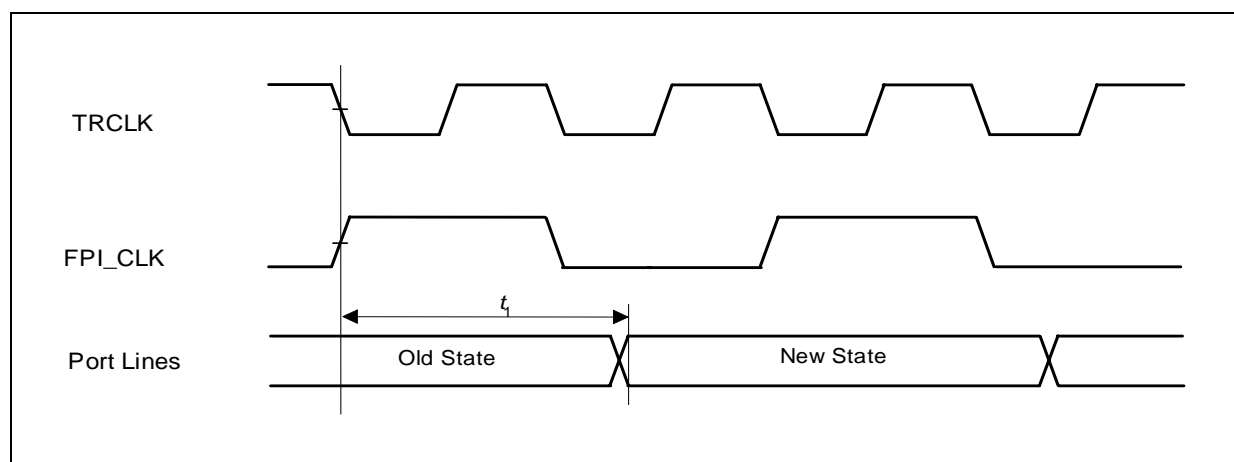 TRCLK
FPI_CLK
t1
Port Lines
Old State
New State